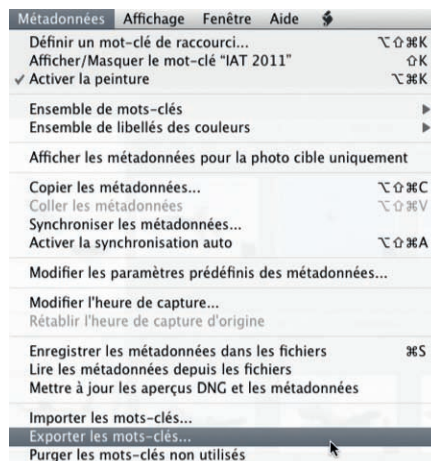 Métadonnées Affichage Fenêtre Aide
Définir un mot-clé de raccourci... ⌥⇧⌘K
Afficher/Masquer le mot-clé “IAT 2011” ⇧K
✓ Activer la peinture ⌥⌘K
Ensemble de mots-clés ▶
Ensemble de libellés des couleurs ▶
Afficher les métadonnées pour la photo cible uniquement
Copier les métadonnées... ⌥⇧⌘C
Coller les métadonnées ⌥⇧⌘V
Synchroniser les métadonnées...
Activer la synchronisation auto ⌥⇧⌘A
Modifier les paramètres prédéfinis des métadonnées...
Modifier l'heure de capture...
Rétablir l'heure de capture d'origine
Enregistrer les métadonnées dans les fichiers ⌘S
Lire les métadonnées depuis les fichiers
Mettre à jour les aperçus DNG et les métadonnées
Importer les mots-clés...
Exporter les mots-clés...
Purger les mots-clés non utilisés